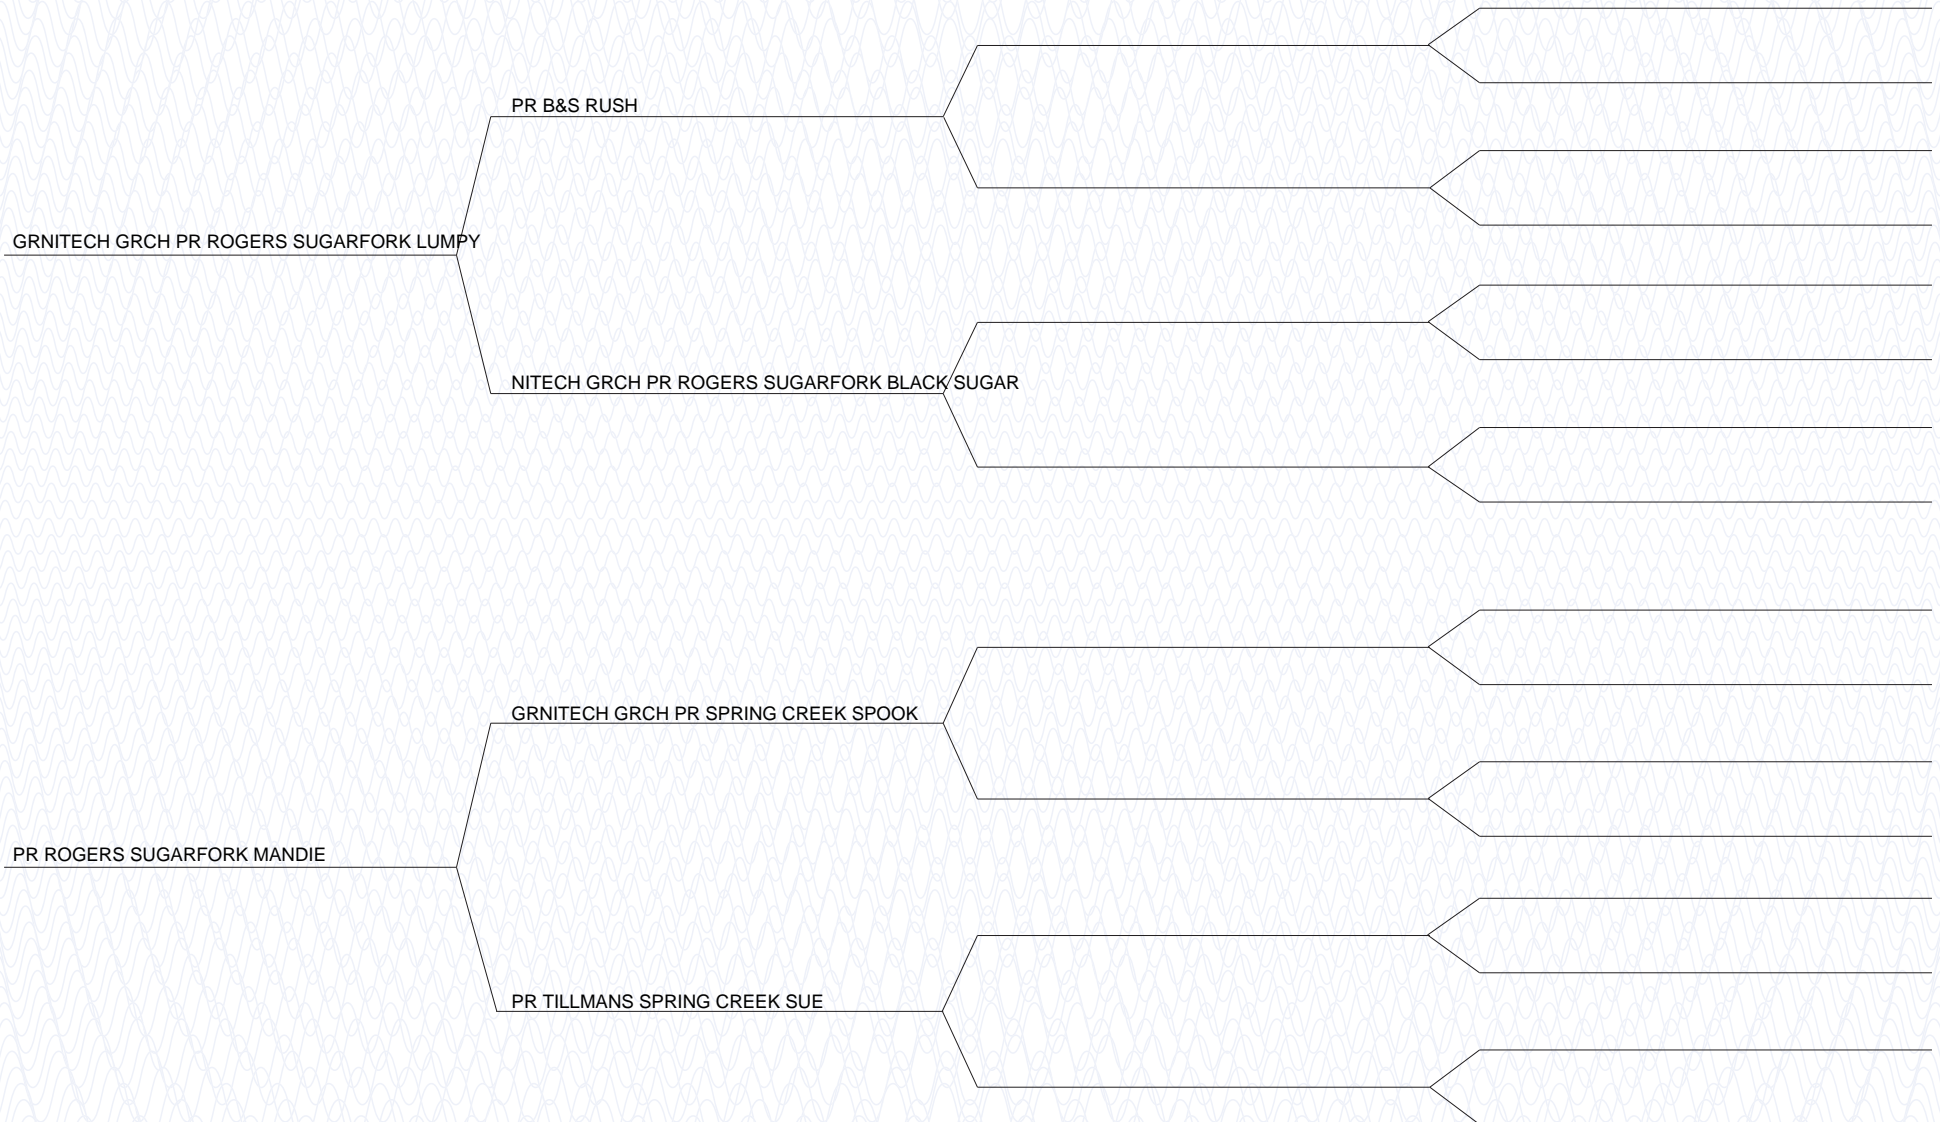 PR B&S RUSH
GRNITECH GRCH PR ROGERS SUGARFORK LUMPY
NITECH GRCH PR ROGERS SUGARFORK BLACK SUGAR
GRNITECH GRCH PR SPRING CREEK SPOOK
PR ROGERS SUGARFORK MANDIE
PR TILLMANS SPRING CREEK SUE